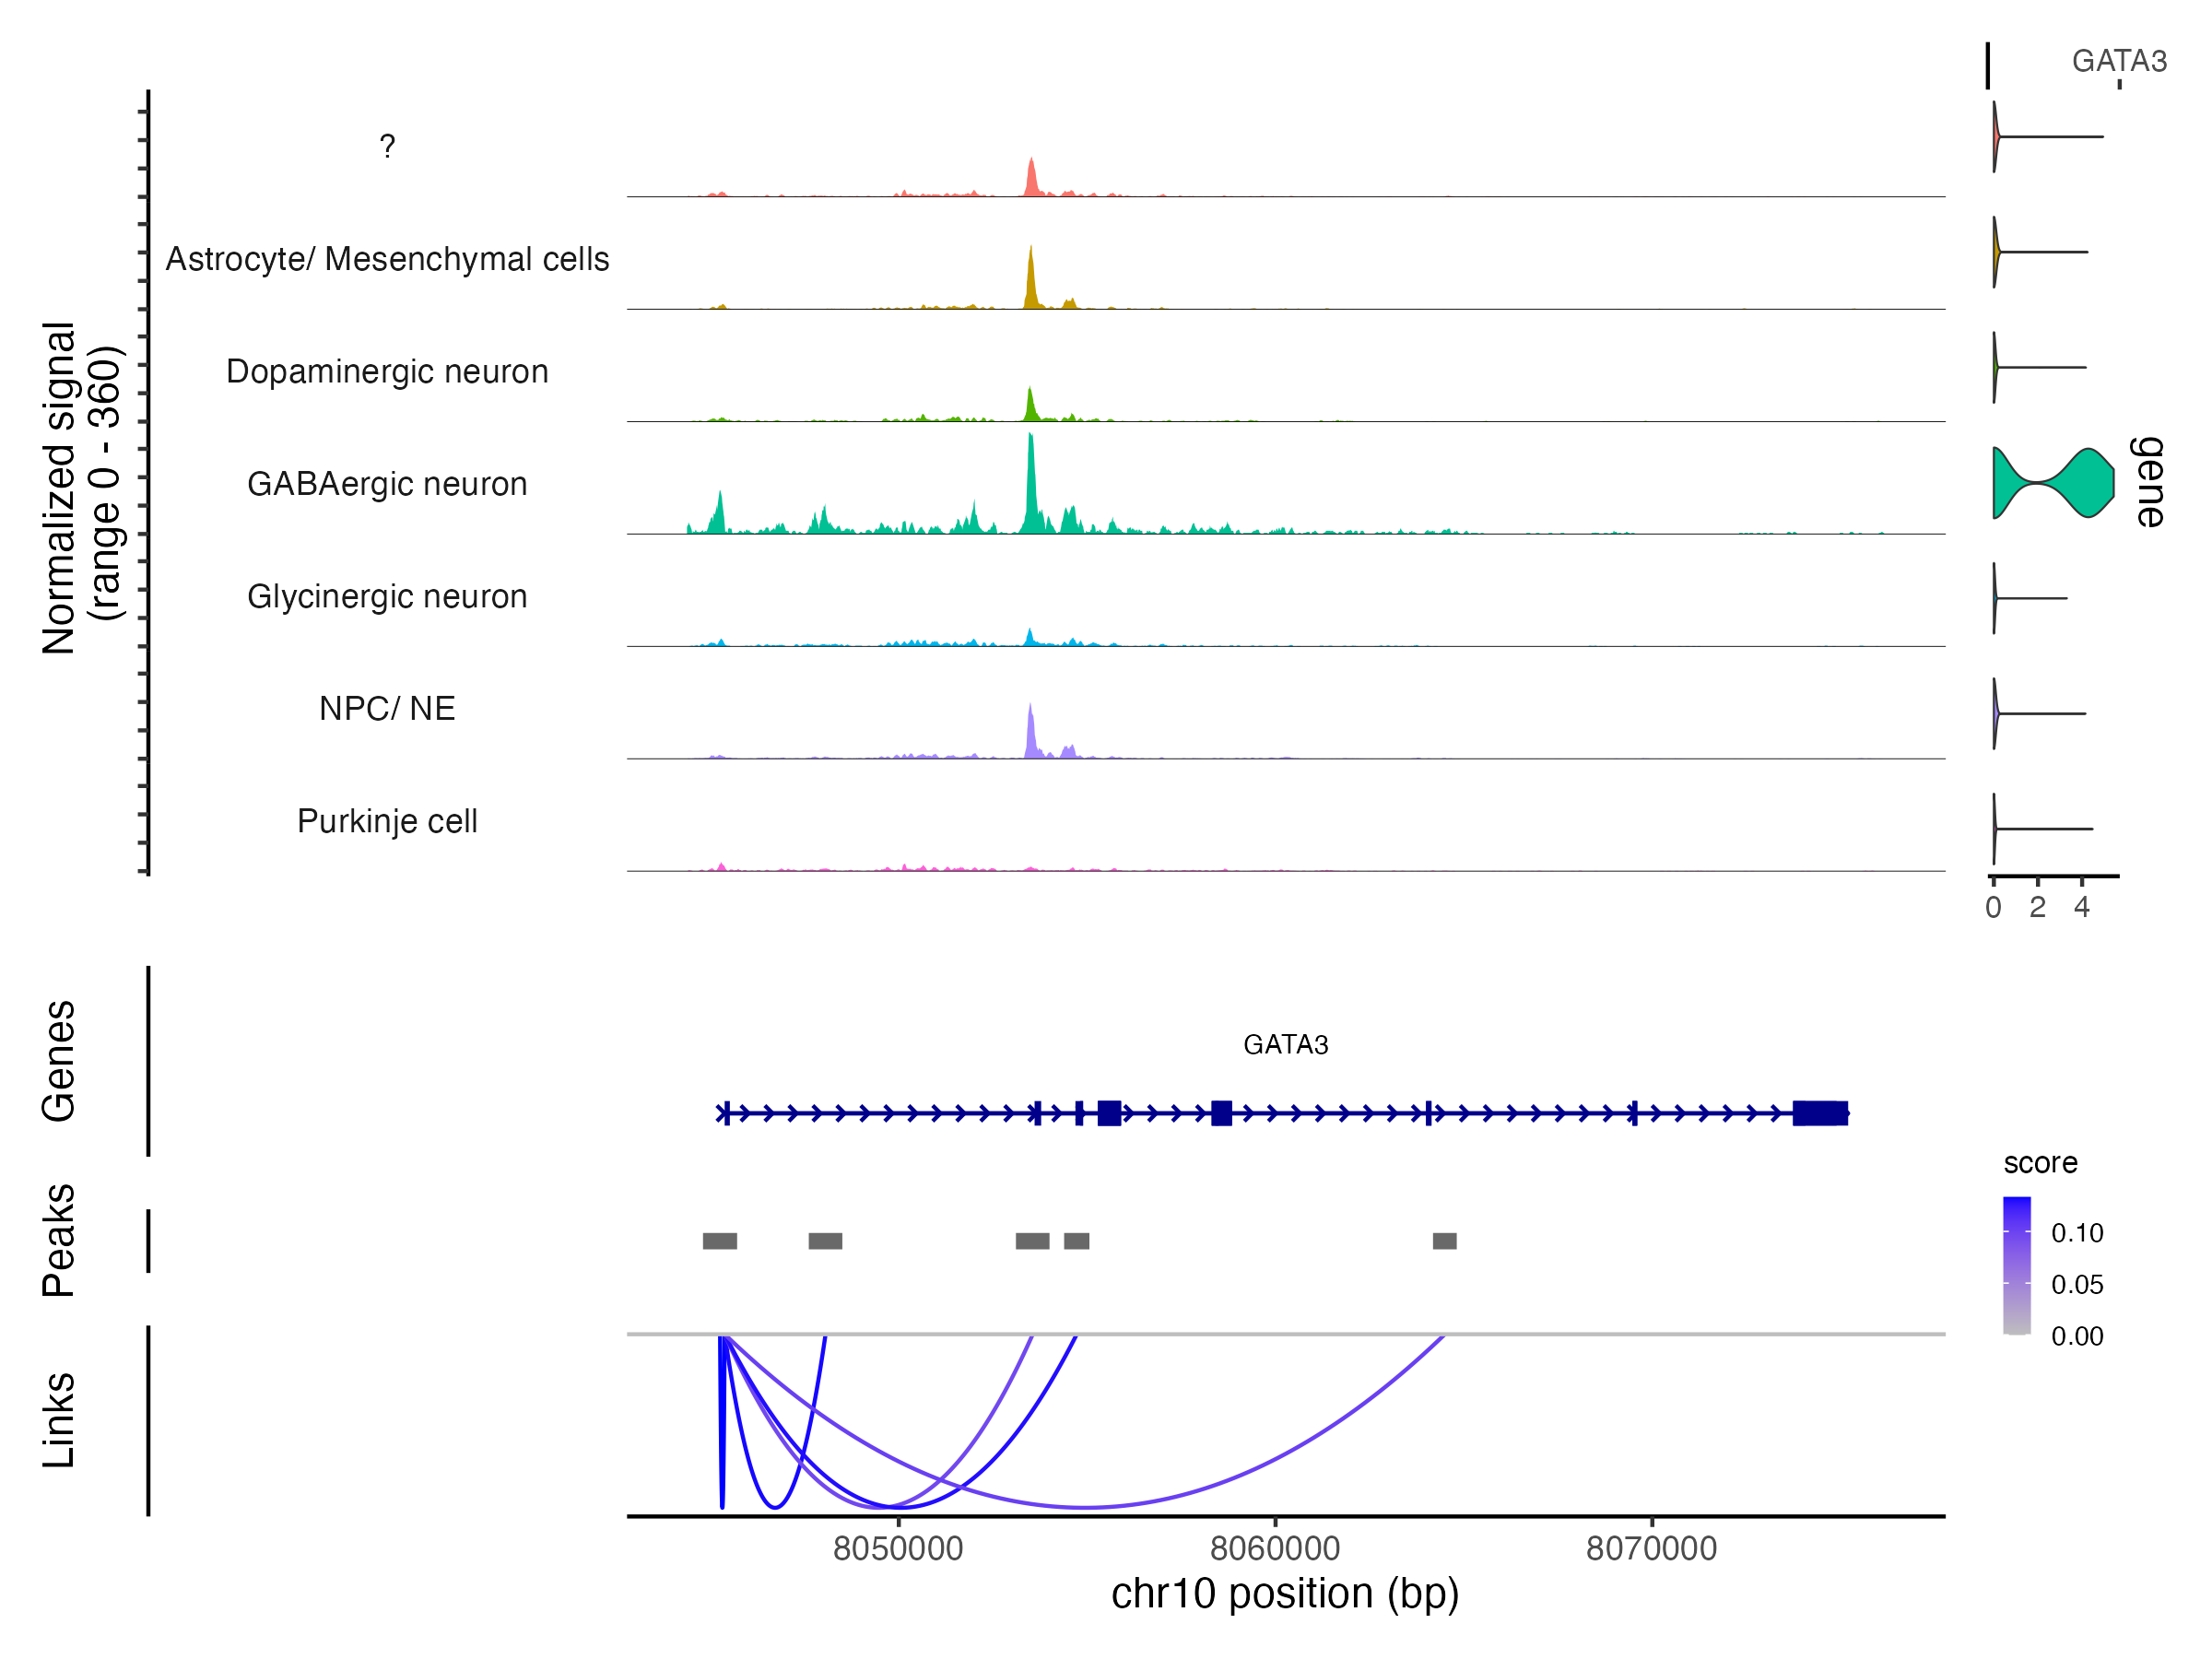 GATA3
?
Astrocyte/ Mesenchymal cells
Dopaminergic neuron
GABAergic neuron
Glycinergic neuron
NPC/ NE
Purkinje cell
Normalized signal
(range 0 - 360)
gene
0 2 4
Genes
GATA3
Peaks
Links
score
0.10
0.05
0.00
8050000 8060000 8070000
chr10 position (bp)